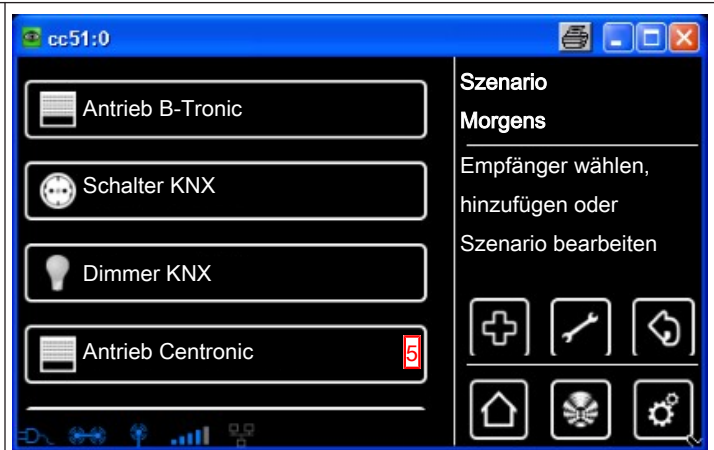 cc51:0
Antrieb B-Tronic
Schalter KNX
Dimmer KNX
Antrieb Centronic
5
Szenario
Morgens
Empfänger wählen,
hinzufügen oder
Szenario bearbeiten